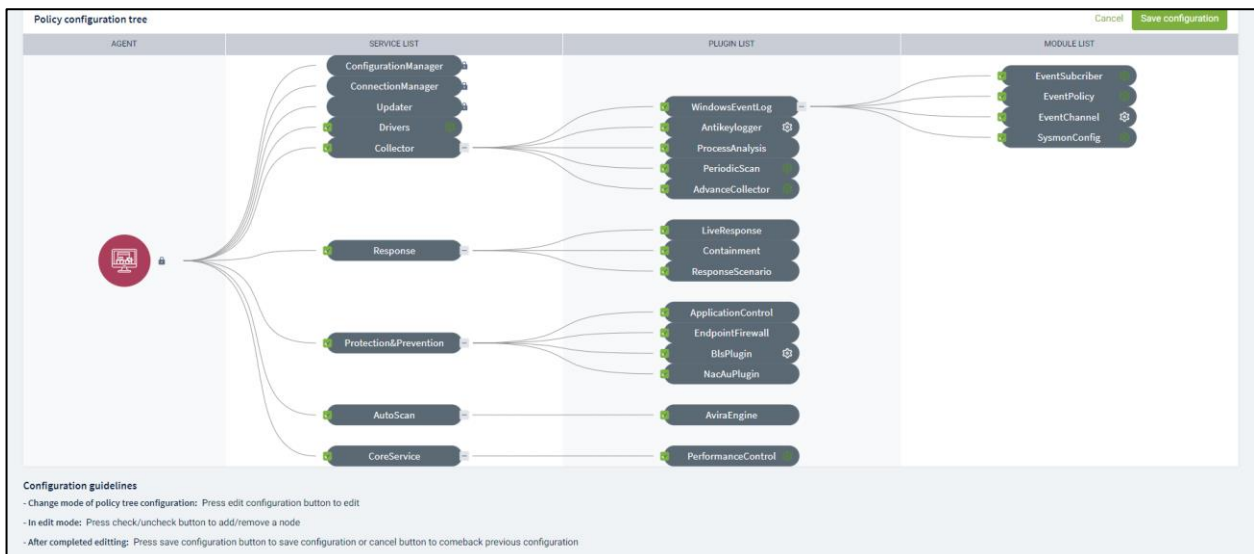 Policy configuration tree
Cancel
Save configuration
AGENT
SERVICE LIST
PLUGIN LIST
MODULE LIST
ConfigurationManager
ConnectionManager
Updater
Drivers
Collector
Response
Protection&Prevention
AutoScan
CoreService
WindowsEventLog
Antikeylogger
ProcessAnalysis
PeriodicScan
AdvanceCollector
LiveResponse
Containment
ResponseScenario
ApplicationControl
EndpointFirewall
BlsPlugin
NacAuPlugin
AviraEngine
PerformanceControl
EventSubcriber
EventPolicy
EventChannel
SysmonConfig
Configuration guidelines
- Change mode of policy tree configuration: Press edit configuration button to edit
- In edit mode: Press check/uncheck button to add/remove a node
- After completed editting: Press save configuration button to save configuration or cancel button to comeback previous configuration